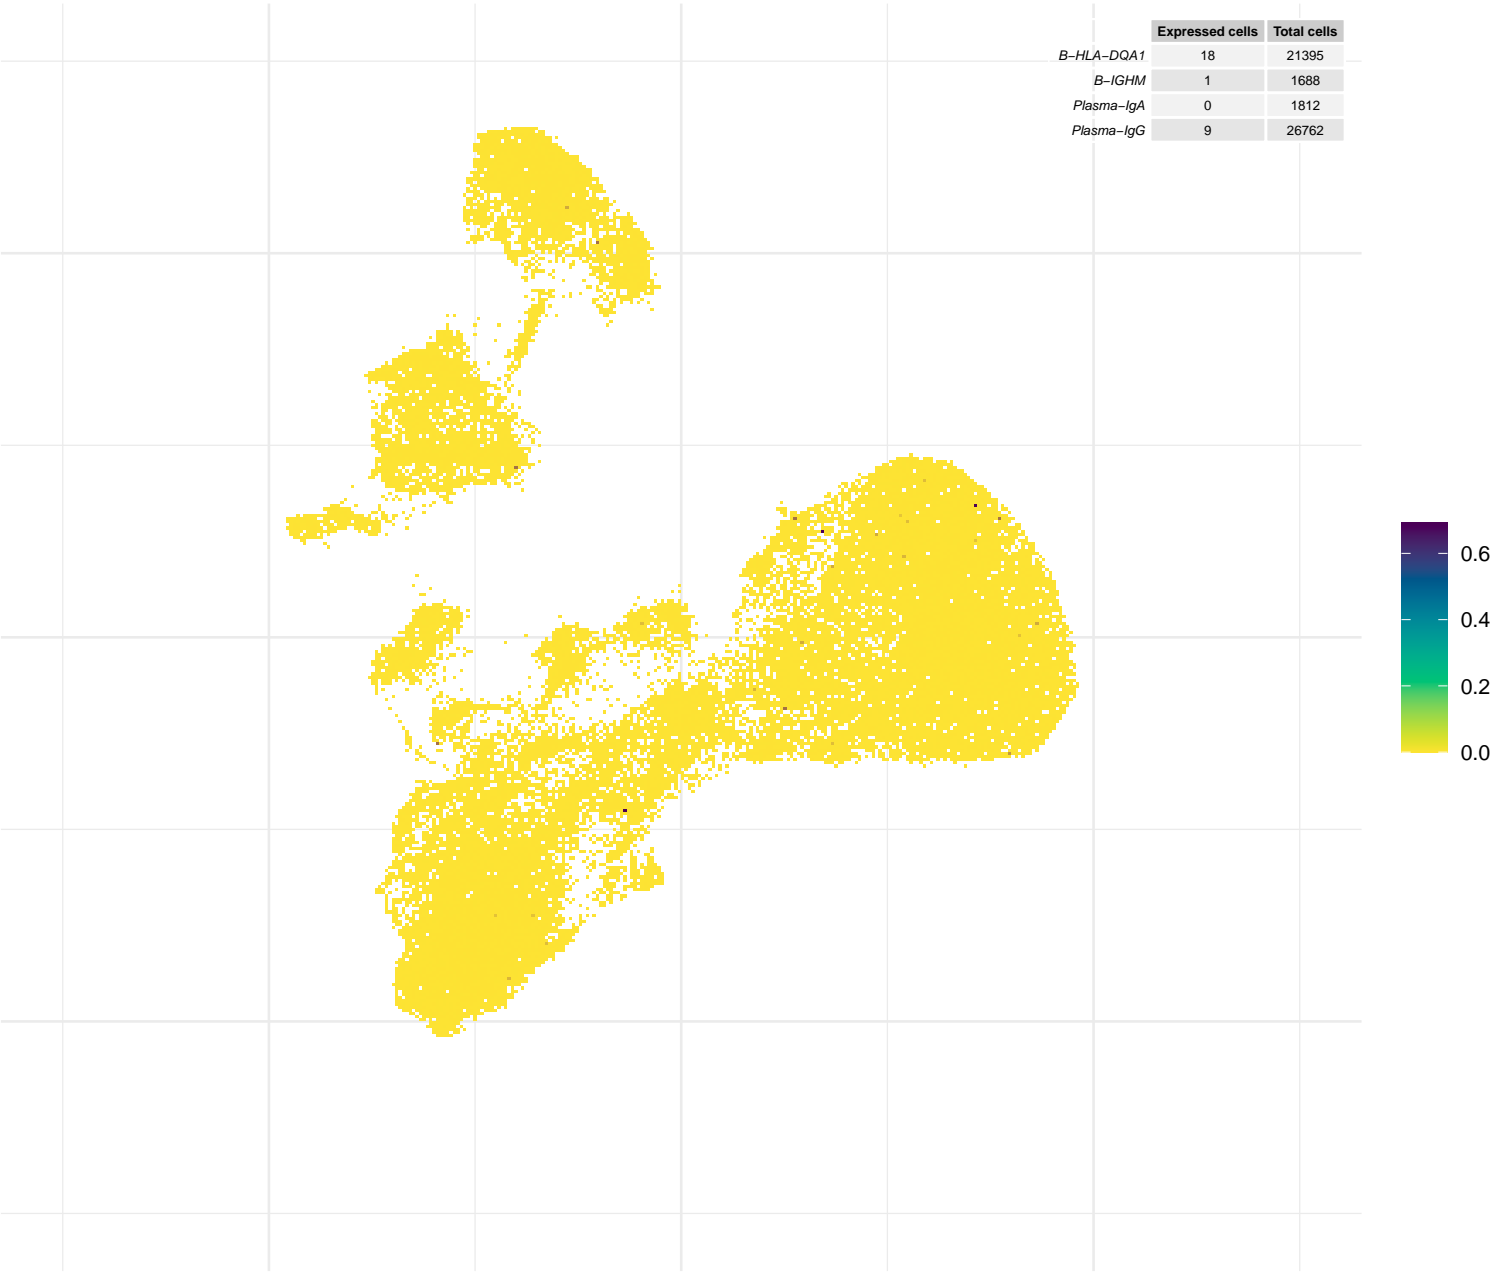 Expressed cells Total cells
B−HLA−DQA1 18 21395
B−IGHM 1 1688
Plasma−IgA 0 1812
Plasma−IgG 9 26762
0.6
0.4
0.2
0.0